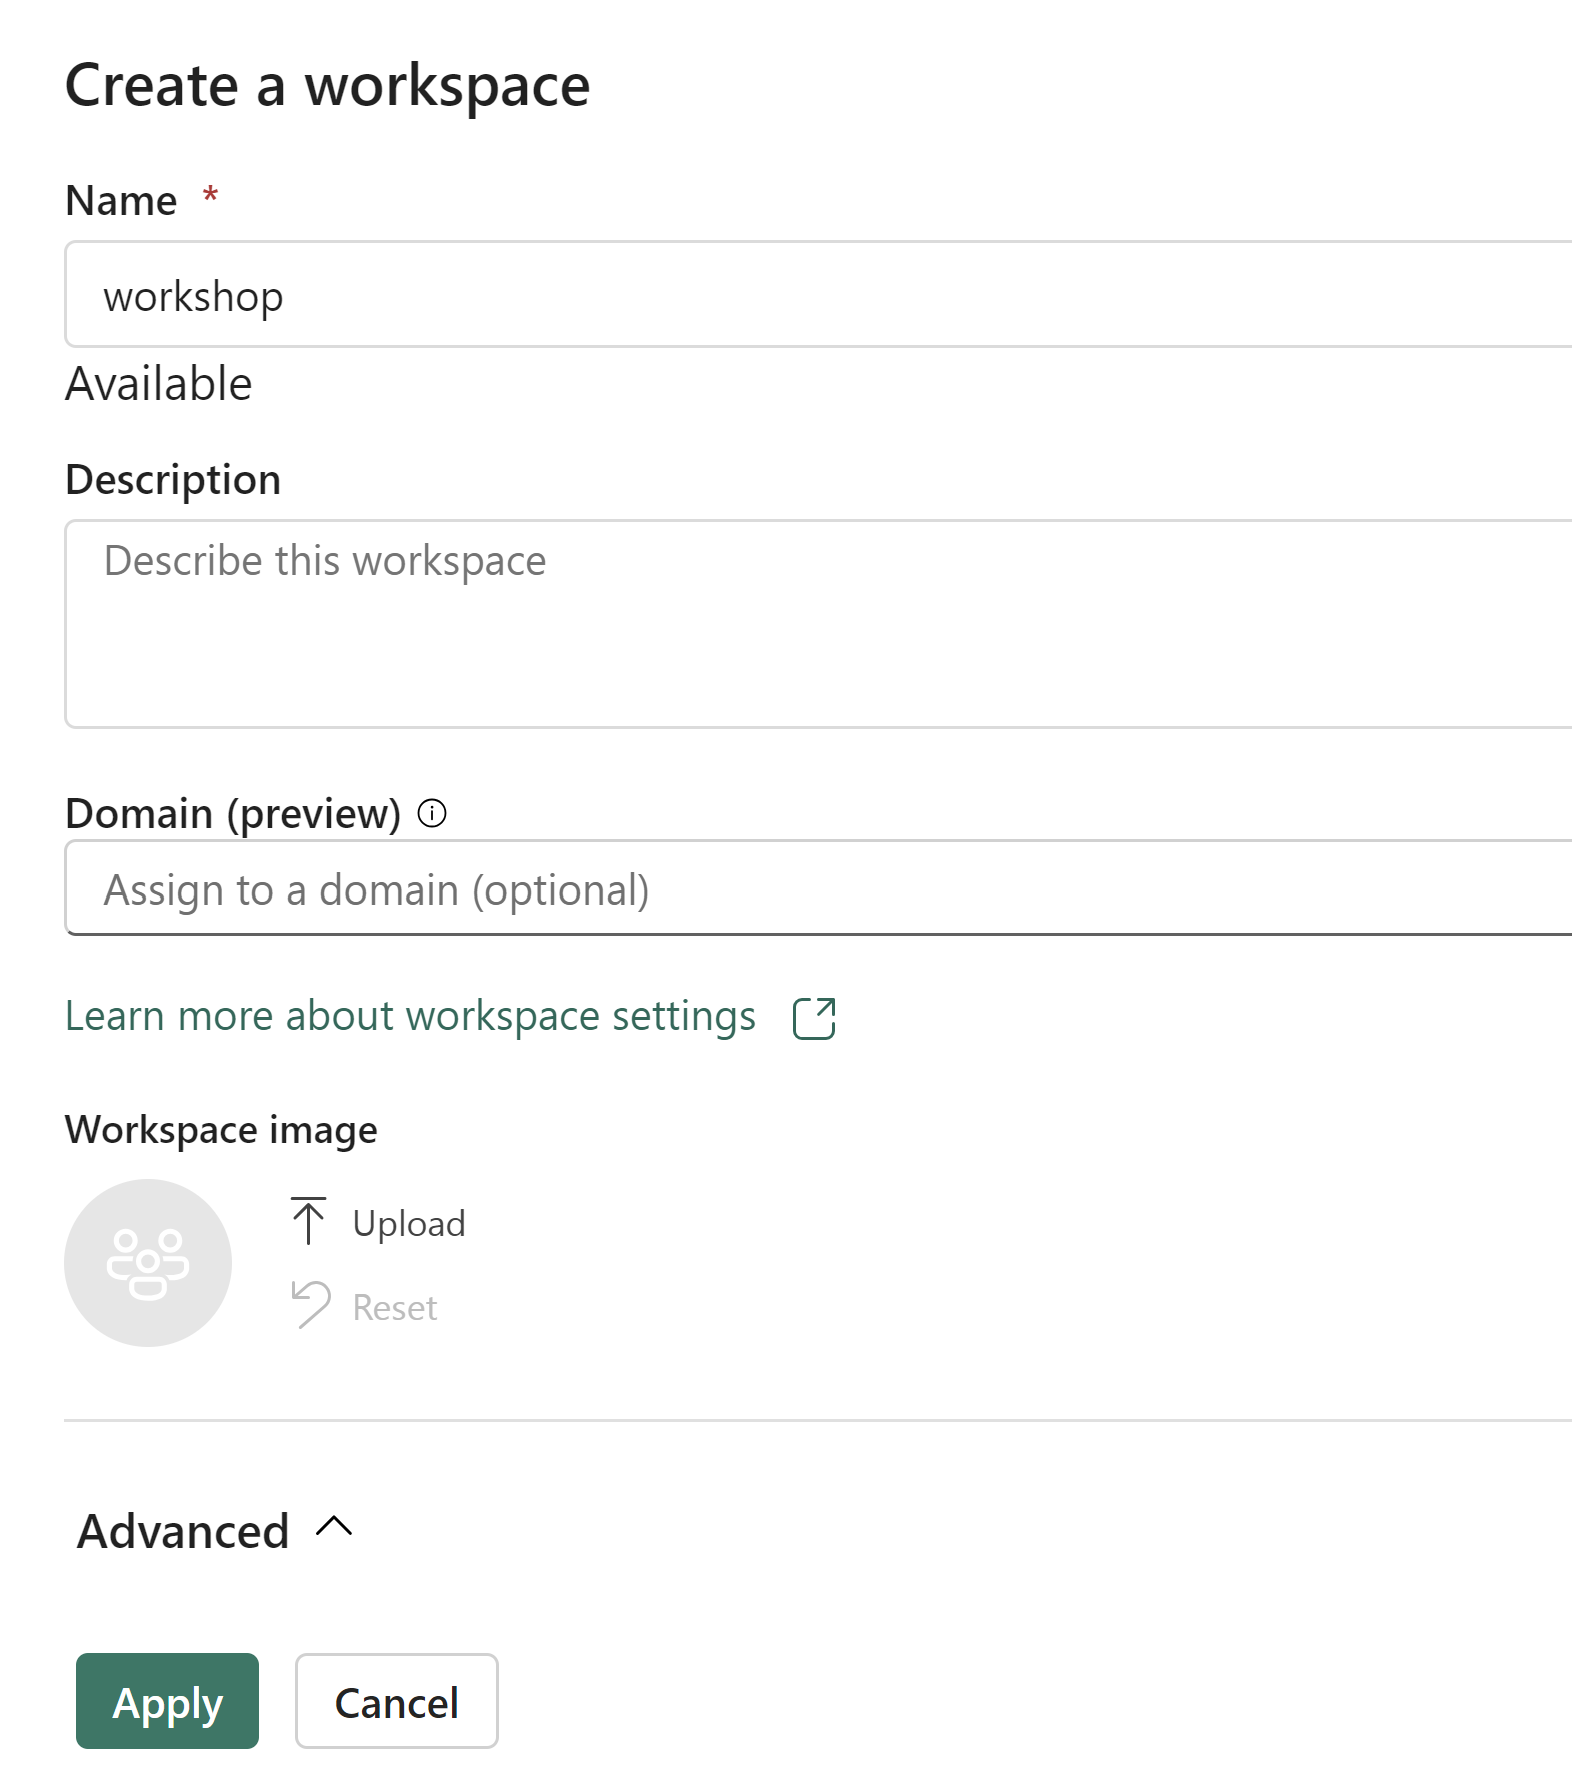 Create a workspace
Name *
workshop
Available
Description
Describe this workspace
Domain (preview)
Assign to a domain (optional)
Learn more about workspace settings
Workspace image
Upload
Reset
Advanced
Apply Cancel